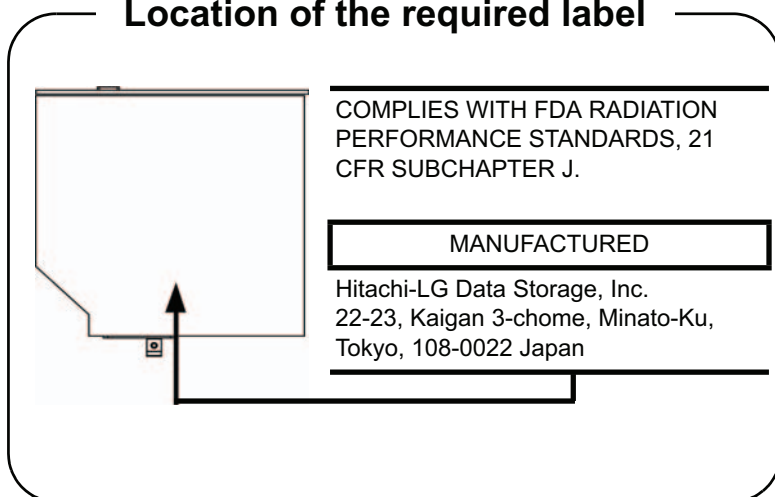 Location of the required label
COMPLIES WITH FDA RADIATION
PERFORMANCE STANDARDS, 21
CFR SUBCHAPTER J.
MANUFACTURED
Hitachi-LG Data Storage, Inc.
22-23, Kaigan 3-chome, Minato-Ku,
Tokyo, 108-0022 Japan